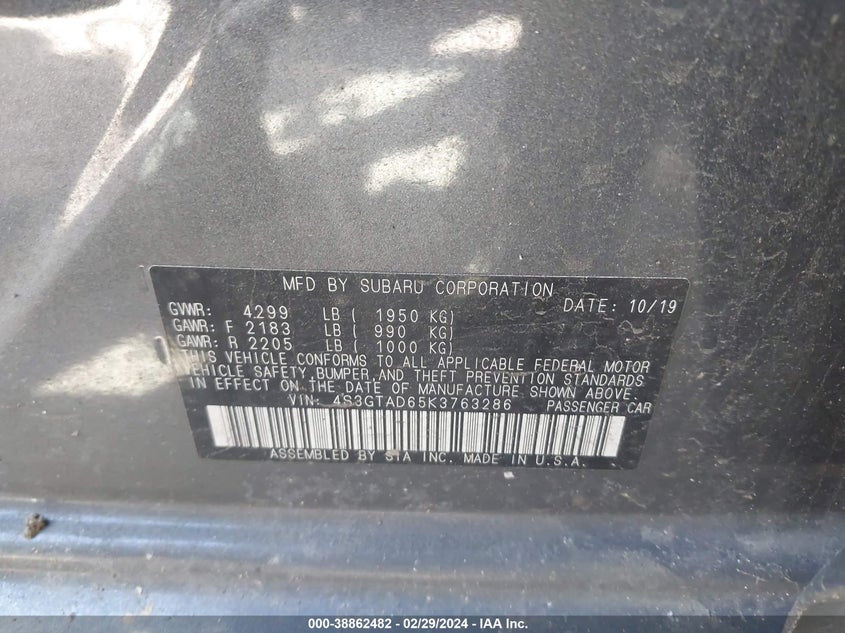 MFD BY SUBARU CORPORATION
DATE: 10/19
GVWR: 4299 LB ( 1950 KG)
GAWR: F 2183 LB ( 990 KG)
GAWR: R 2205 LB ( 1000 KG)
THIS VEHICLE CONFORMS TO ALL APPLICABLE FEDERAL MOTOR
VEHICLE SAFETY, BUMPER, AND THEFT PREVENTION STANDARDS
IN EFFECT ON THE DATE OF MANUFACTURE SHOWN ABOVE.
VIN: 4S3GTAD65K3763286 PASSENGER CAR
ASSEMBLED BY SIA INC. MADE IN U.S.A.
000-38862482 - 02/29/2024 - IAA Inc.